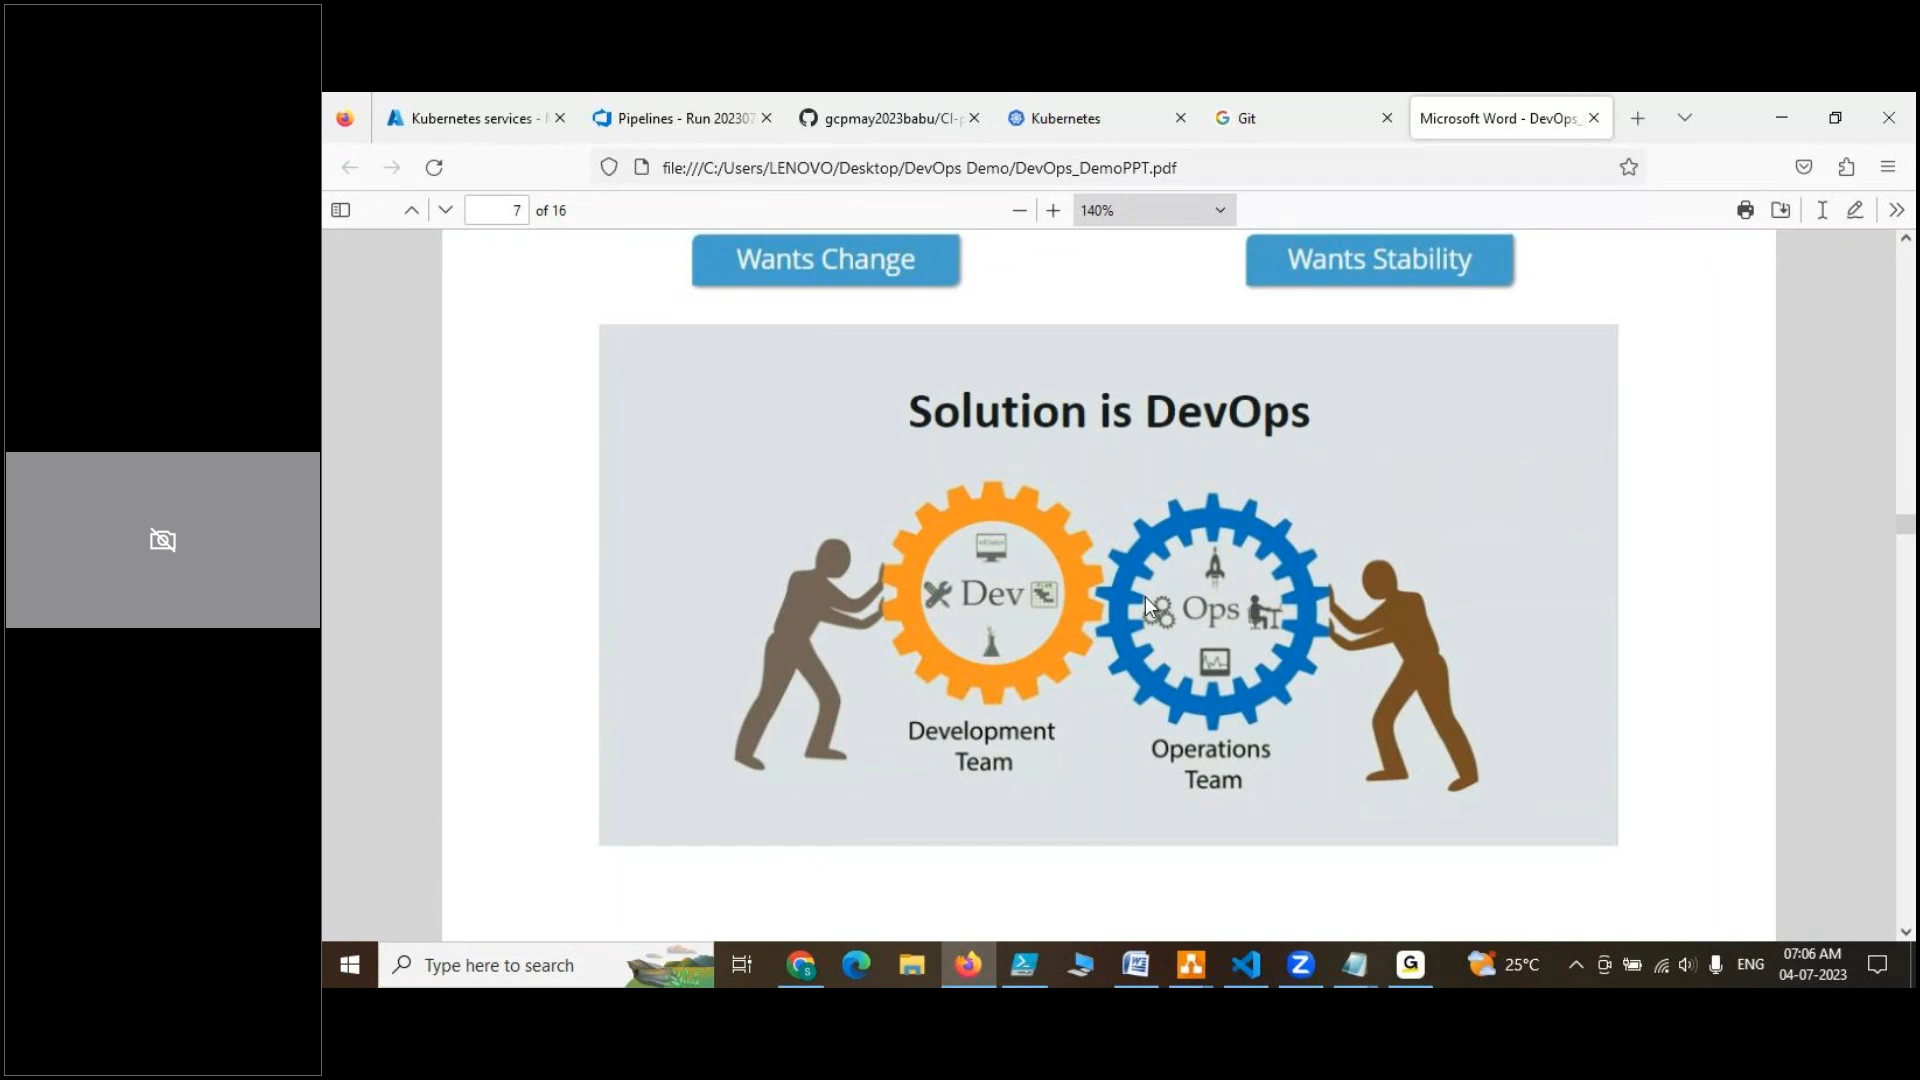 Kubernetes services -
Pipelines - Run 202307
gcpmay2023babu/CI-p
Kubernetes
Git
Microsoft Word - DevOps_
file:///C:/Users/LENOVO/Desktop/DevOps Demo/DevOps_DemoPPT.pdf
7 of 16
140%
Wants Change
Wants Stability
Solution is DevOps
Dev
Ops
Development
Team
Operations
Team
Type here to search
25°C
ENG
07:06 AM
04-07-2023